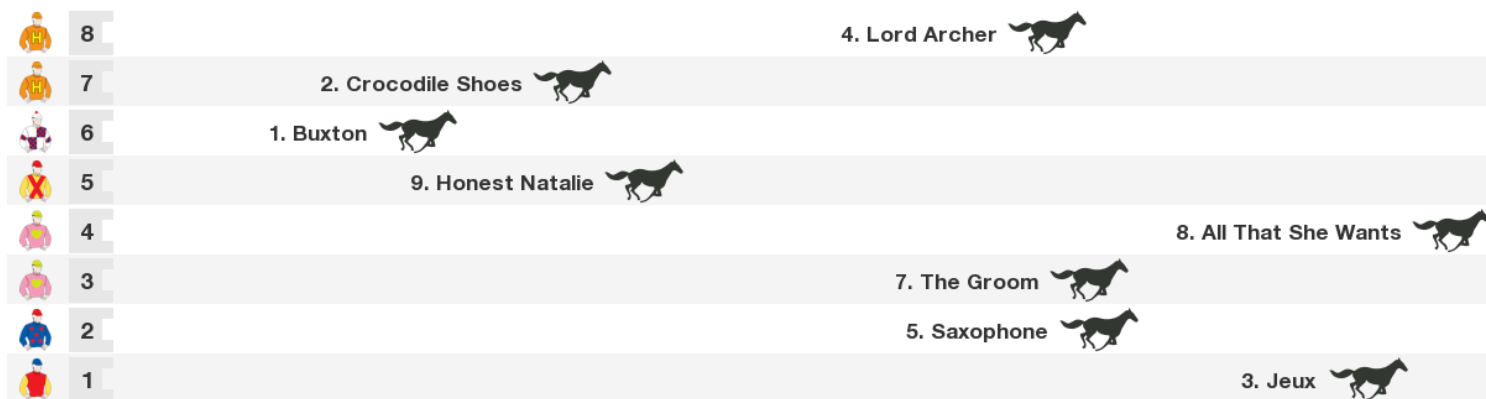 8 4. Lord Archer
7 2. Crocodile Shoes
6 1. Buxton
5 9. Honest Natalie
4 8. All That She Wants
3 7. The Groom
2 5. Saxophone
1 3. Jeux